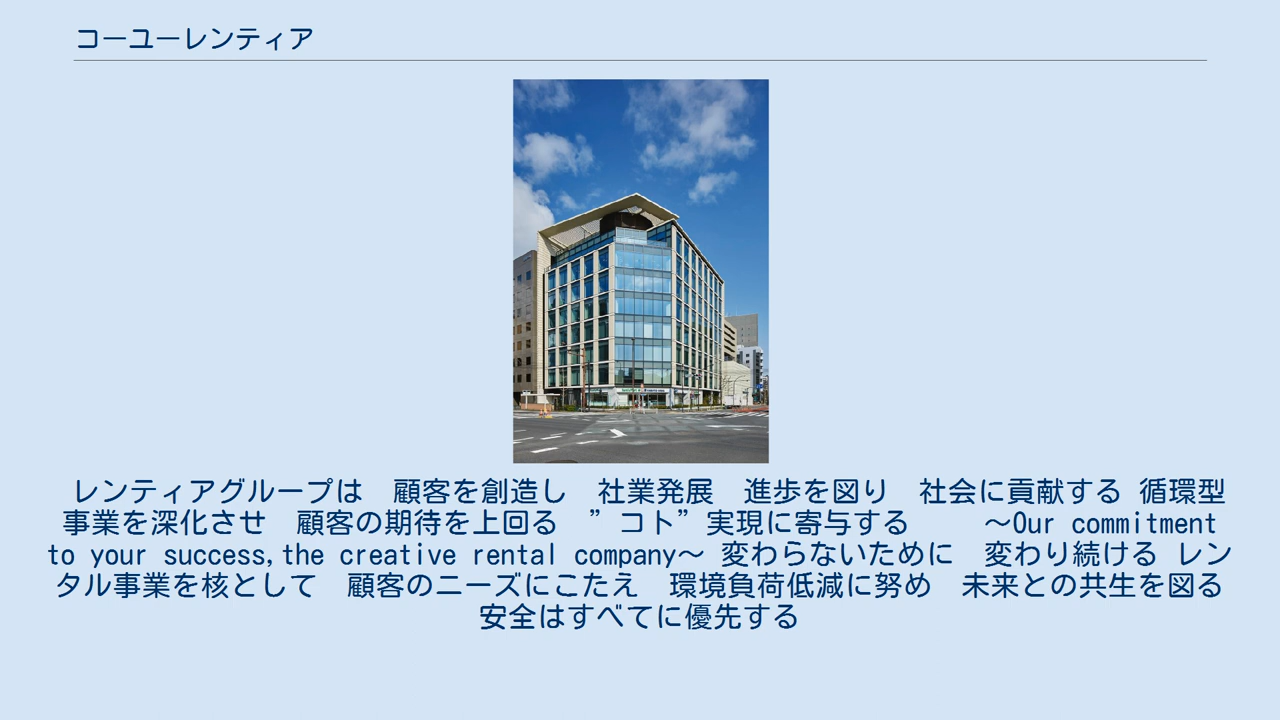 コーユーレンティア
レンティアグループは　顧客を創造し　社業発展　進歩を図り　社会に貢献する 循環型
事業を深化させ　顧客の期待を上回る　”コト”実現に寄与する　　　～Our commitment
to your success,the creative rental company～ 変わらないために　変わり続ける レン
タル事業を核として　顧客のニーズにこたえ　環境負荷低減に努め　未来との共生を図る
安全はすべてに優先する